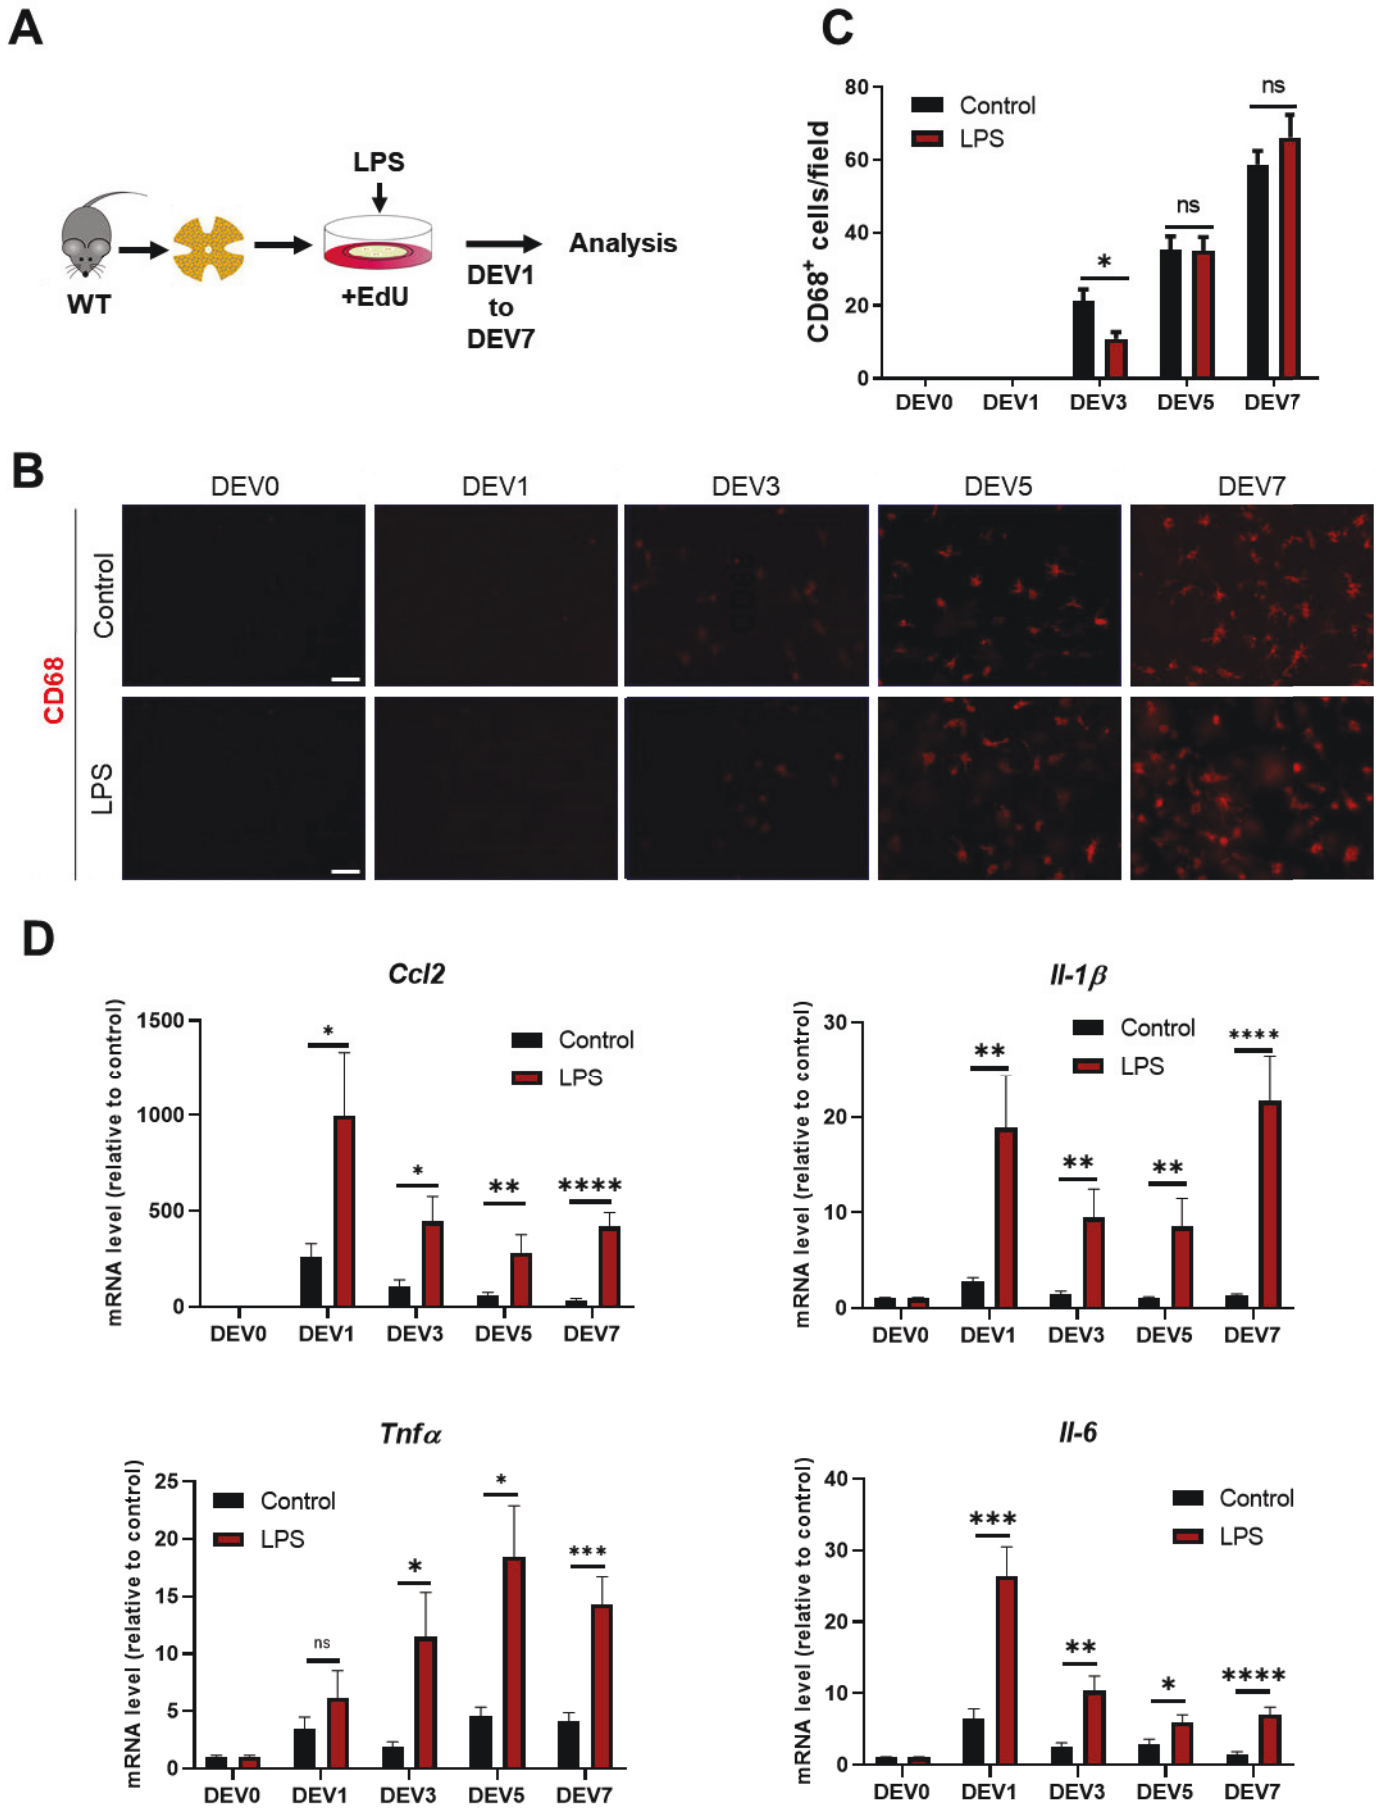 A
LPS
WT
+EdU
DEV1
to
DEV7
Analysis
C
CD68+ cells/field
80
60
40
20
0
Control
LPS
*
ns
ns
DEV0 DEV1 DEV3 DEV5 DEV7
B
DEV0 DEV1 DEV3 DEV5 DEV7
CD68
Control
LPS
D
Ccl2
mRNA level (relative to control)
1500
1000
500
0
Control
LPS
* * ** ****
DEV0 DEV1 DEV3 DEV5 DEV7
Il-1β
mRNA level (relative to control)
30
20
10
0
Control
LPS
** ** ** ****
DEV0 DEV1 DEV3 DEV5 DEV7
Tnfα
mRNA level (relative to control)
25
20
15
10
5
0
Control
LPS
ns * * ***
DEV0 DEV1 DEV3 DEV5 DEV7
Il-6
mRNA level (relative to control)
40
30
20
10
0
Control
LPS
*** ** * ****
DEV0 DEV1 DEV3 DEV5 DEV7